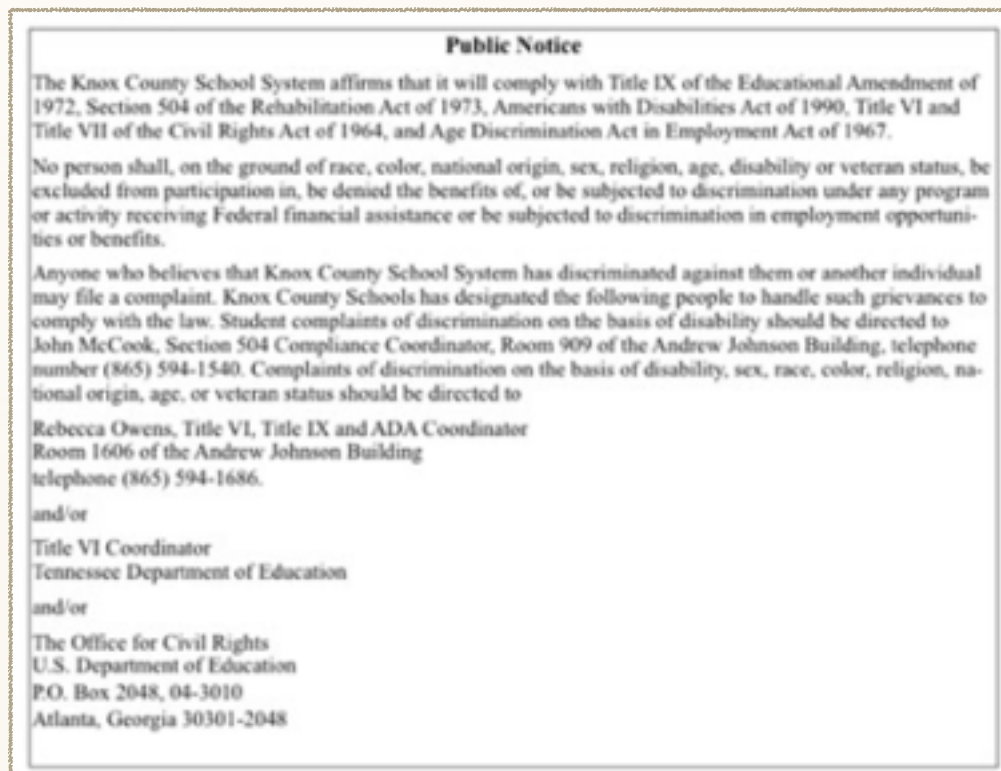 Public Notice
The Knox County School System affirms that it will comply with Title IX of the Educational Amendment of
1972, Section 504 of the Rehabilitation Act of 1973, Americans with Disabilities Act of 1990, Title VI and
Title VII of the Civil Rights Act of 1964, and Age Discrimination Act in Employment Act of 1967.
No person shall, on the ground of race, color, national origin, sex, religion, age, disability or veteran status, be
excluded from participation in, be denied the benefits of, or be subjected to discrimination under any program
or activity receiving Federal financial assistance or be subjected to discrimination in employment opportuni-
ties or benefits.
Anyone who believes that Knox County School System has discriminated against them or another individual
may file a complaint. Knox County Schools has designated the following people to handle such grievances to
comply with the law. Student complaints of discrimination on the basis of disability should be directed to
John McCook, Section 504 Compliance Coordinator, Room 909 of the Andrew Johnson Building, telephone
number (865) 594-1540. Complaints of discrimination on the basis of disability, sex, race, color, religion, na-
tional origin, age, or veteran status should be directed to
Rebecca Owens, Title VI, Title IX and ADA Coordinator
Room 1606 of the Andrew Johnson Building
telephone (865) 594-1686.
and/or
Title VI Coordinator
Tennessee Department of Education
and/or
The Office for Civil Rights
U.S. Department of Education
P.O. Box 2048, 04-3010
Atlanta, Georgia 30301-2048